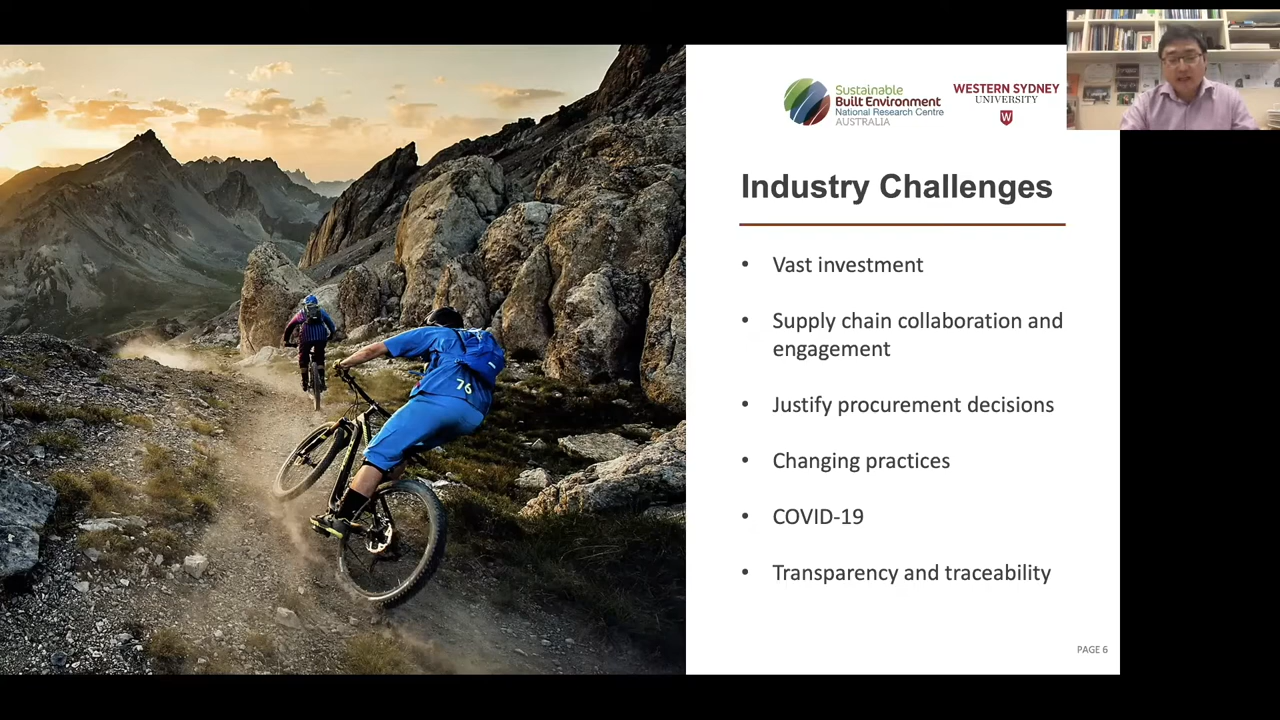 Sustainable
Built Environment
National Research Centre
AUSTRALIA
WESTERN SYDNEY
UNIVERSITY
W
Industry Challenges
• Vast investment
• Supply chain collaboration and
engagement
• Justify procurement decisions
• Changing practices
• COVID-19
• Transparency and traceability
76
PAGE 6